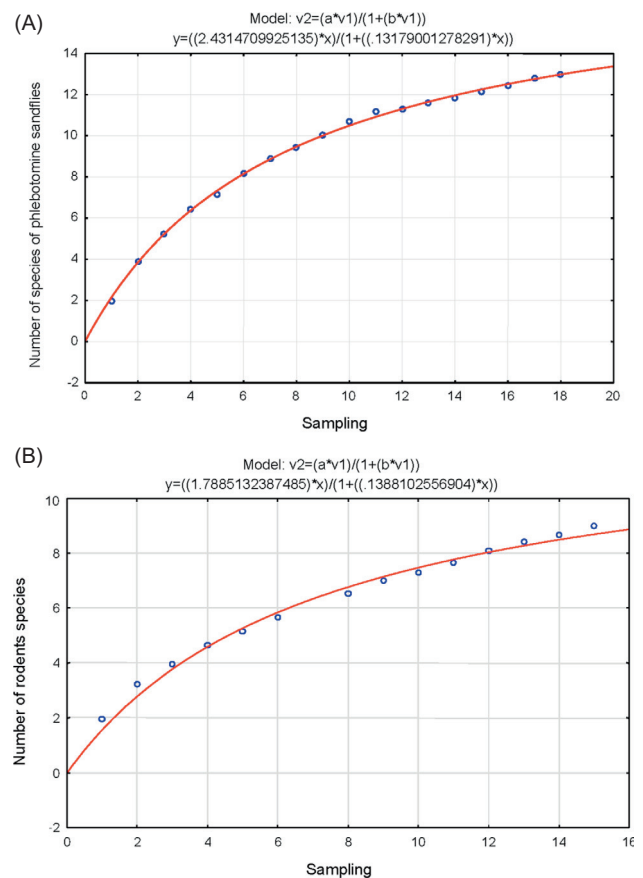 (A)
Model: v2=(a*v1)/(1+(b*v1))
y=((2.4314709925135)*x)/(1+((.13179001278291)*x))
Number of species of phlebotomine sandflies
14
12
10
8
6
4
2
0
-2
0 2 4 6 8 10 12 14 16 18 20
Sampling
(B)
Model: v2=(a*v1)/(1+(b*v1))
y=((1.7885132387485)*x)/(1+((.1388102556904)*x))
Number of rodents species
10
8
6
4
2
0
-2
0 2 4 6 8 10 12 14 16
Sampling